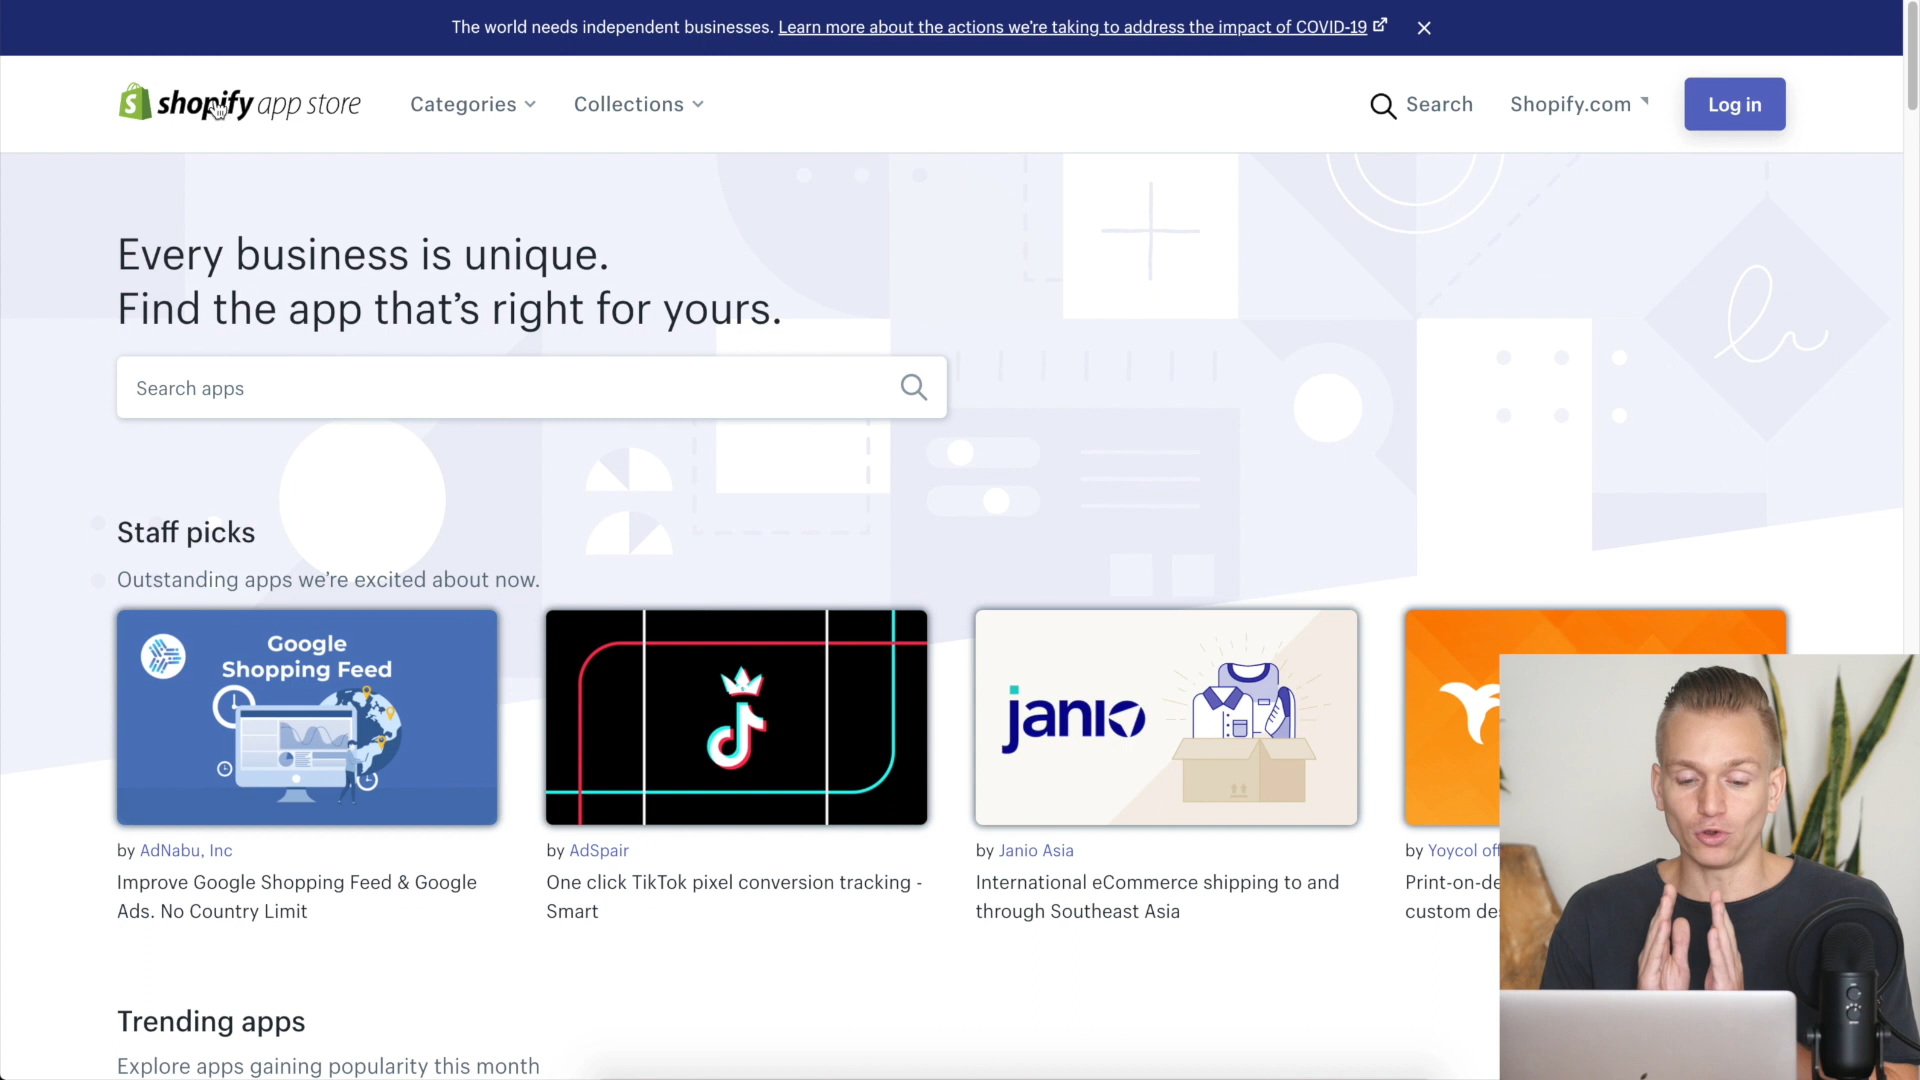 The world needs independent businesses. Learn more about the actions we're taking to address the impact of COVID-19
shopify app store
Categories
Collections
Search
Shopify.com
Log in
Every business is unique.
Find the app that's right for yours.
Search apps
Staff picks
Outstanding apps we're excited about now.
Google
Shopping Feed
janio
by AdNabu, Inc
Improve Google Shopping Feed & Google
Ads. No Country Limit
by AdSpair
One click TikTok pixel conversion tracking -
Smart
by Janio Asia
International eCommerce shipping to and
through Southeast Asia
by Yoycol off
Print-on-de
custom de
Trending apps
Explore apps gaining popularity this month